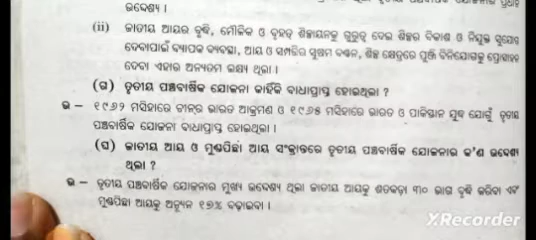 ଉଦ୍ଦେଶ୍ୟ ।
(ii) ଜାତୀୟ ଆୟର ବୃଦ୍ଧି, ମୌଳିକ ଓ ବୃହତ୍ ଶିଳ୍ପାୟନକୁ ଗୁରୁତ୍ୱ ଦେଇ ଶିଳ୍ପର ବିକାଶ ଓ ନିଯୁକ୍ତି ସୁଯୋଗ
ଦେବାପାଇଁ ବ୍ୟାପକ ବ୍ୟବସ୍ଥା, ଆୟ ଓ ସମ୍ପତ୍ତିର ସୁଷମ ବଣ୍ଟନ, ଶିଳ୍ପ କ୍ଷେତ୍ରରେ ପୁଞ୍ଜି ବିନିଯୋଗକୁ ପ୍ରୋତ୍ସାହନ
ଦେବା ଏହାର ଅନ୍ୟତମ ଲକ୍ଷ୍ୟ ଥିଲା ।
(ଗ) ତୃତୀୟ ପଞ୍ଚବାର୍ଷିକ ଯୋଜନା କାହିଁକି ବାଧାପ୍ରାପ୍ତ ହୋଇଥିଲା ?
ଉ – ୧୯୬୨ ମସିହାରେ ଚୀନ୍‌ର ଭାରତ ଆକ୍ରମଣ ଓ ୧୯୬୫ ମସିହାରେ ଭାରତ ଓ ପାକିସ୍ତାନ ଯୁଦ୍ଧ ଯୋଗୁଁ ତୃତୀୟ
ପଞ୍ଚବାର୍ଷିକ ଯୋଜନା ବାଧାପ୍ରାପ୍ତ ହୋଇଥିଲା ।
(ଘ) ଜାତୀୟ ଆୟ ଓ ମୁଣ୍ଡପିଛା ଆୟ ସଂକ୍ରାନ୍ତରେ ତୃତୀୟ ପଞ୍ଚବାର୍ଷିକ ଯୋଜନାର କ'ଣ ଉଦ୍ଦେଶ୍ୟ
ଥିଲା ?
ଉ – ତୃତୀୟ ପଞ୍ଚବାର୍ଷିକ ଯୋଜନାର ମୁଖ୍ୟ ଉଦ୍ଦେଶ୍ୟ ଥିଲା ଜାତୀୟ ଆୟକୁ ଶତକଡ଼ା ୩୦ ଭାଗ ବୃଦ୍ଧି କରିବା ଏବଂ
ମୁଣ୍ଡପିଛା ଆୟକୁ ଅନ୍ୟୂନ ୧୭% ବଢ଼ାଇବା ।
XRecorder